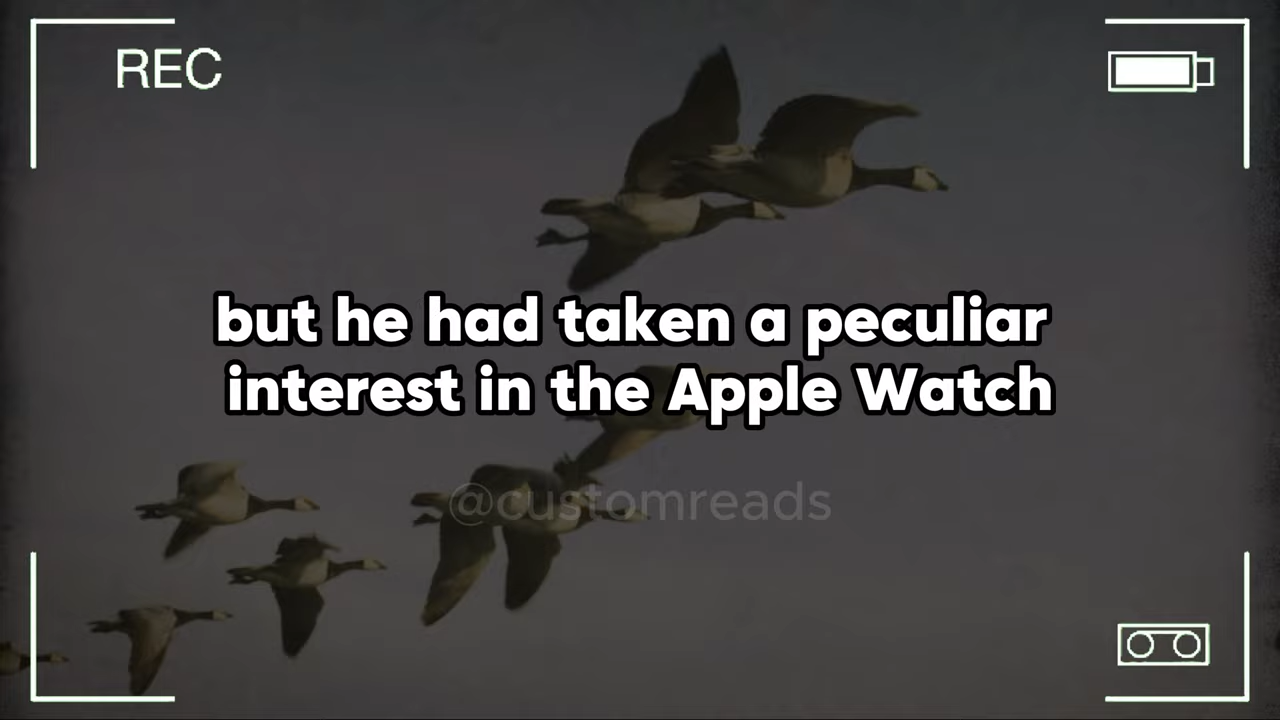 REC
but he had taken a peculiar
interest in the Apple Watch
@customreads